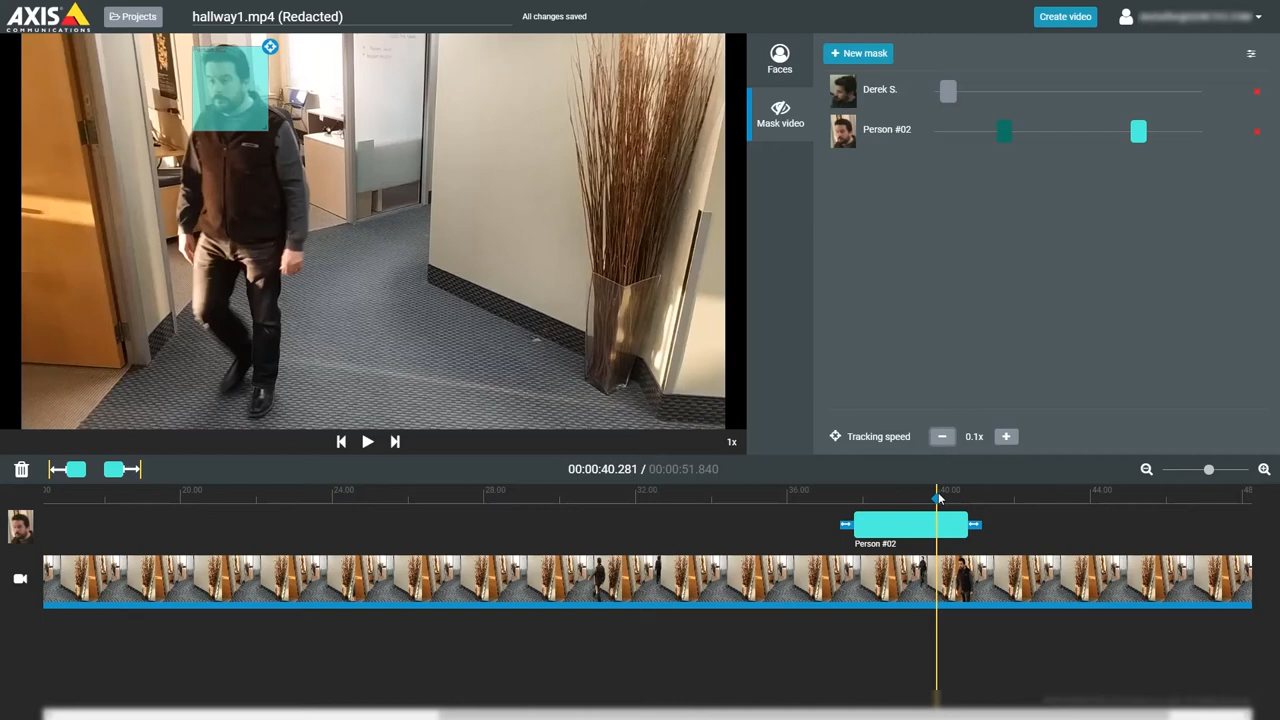 AXIS
COMMUNICATIONS
Projects
hallway1.mp4 (Redacted)
All changes saved
Create video
Faces
Mask video
+ New mask
Derek S.
Person #02
Tracking speed
0.1x
1x
00:00:40.281 / 00:00:51.840
20.00
24.00
28.00
32.00
36.00
40.00
44.00
48
Person #02